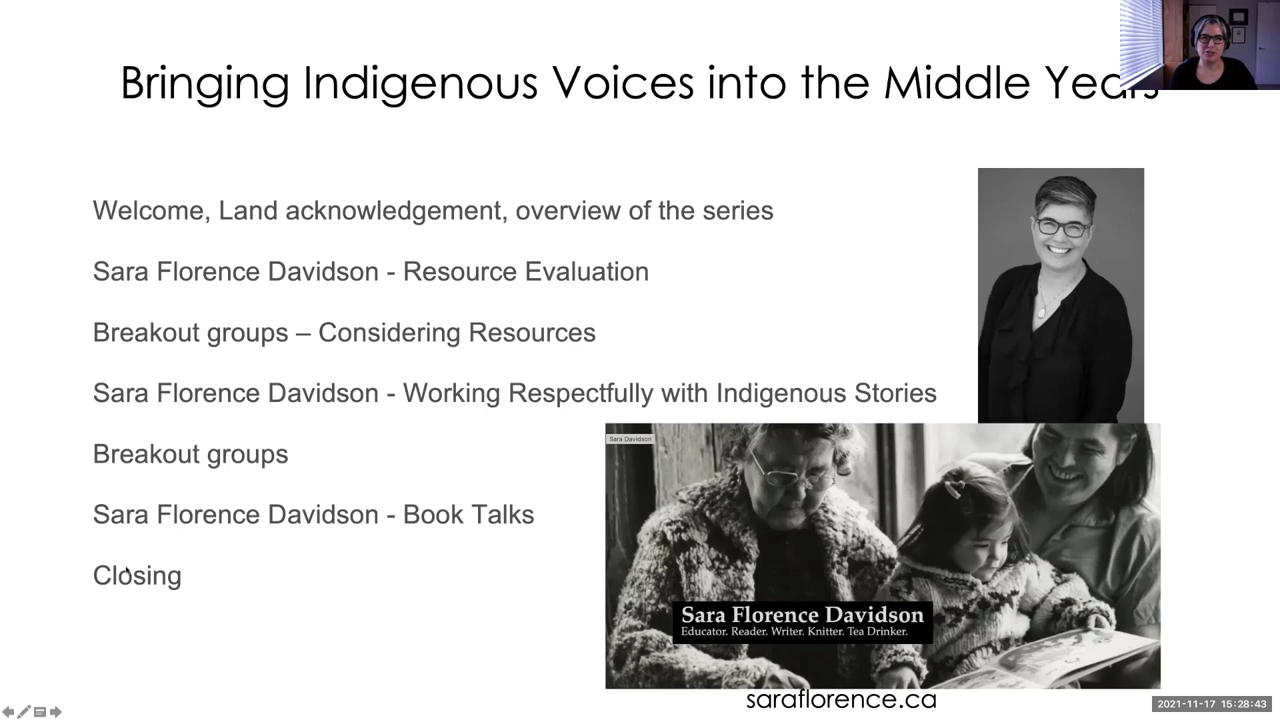 Bringing Indigenous Voices into the Middle Years
Welcome, Land acknowledgement, overview of the series
Sara Florence Davidson - Resource Evaluation
Breakout groups – Considering Resources
Sara Florence Davidson - Working Respectfully with Indigenous Stories
Breakout groups
Sara Davidson
Sara Florence Davidson - Book Talks
Closing
Sara Florence Davidson
Educator. Reader. Writer. Knitter. Tea Drinker.
saraflorence.ca
2021-11-17 15:28:43